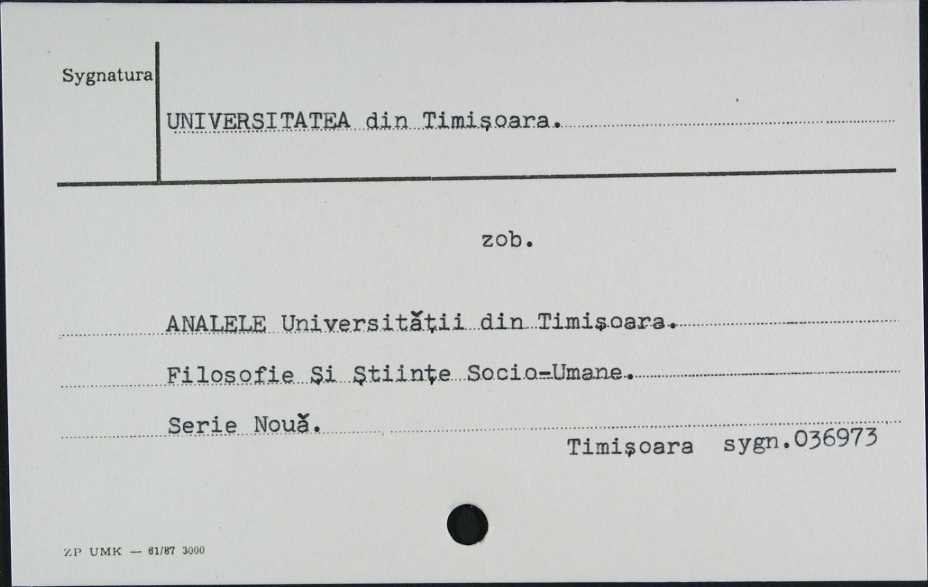 Sygnatura
UNIVERSITATEA din Timişoara.
zob.
ANALELE Universităţii din Timişoara.
Filosofie Şi Ştiinţe Socio-Umane.
Serie Nouă.
Timişoara sygn.036973
ZP UMK — 61/87 3000